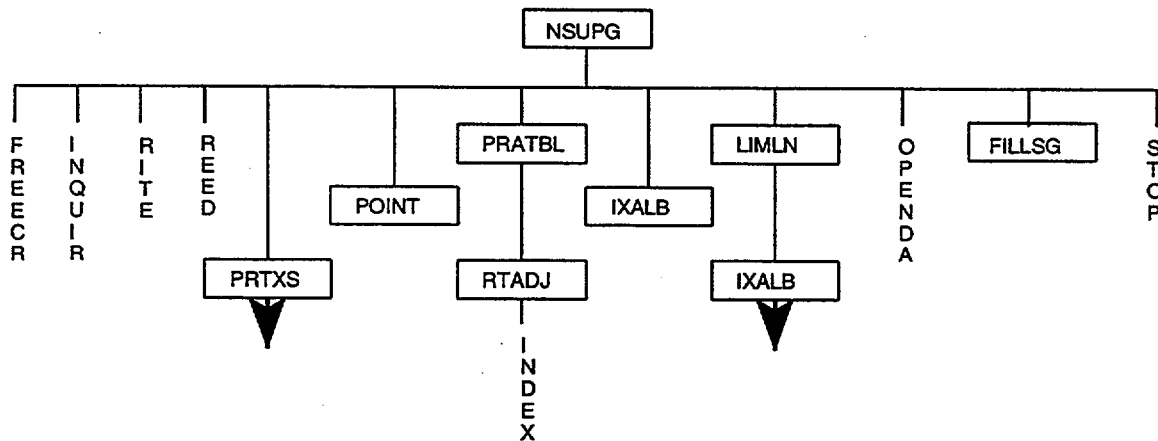 NSUPG
FREECR
INQUIR
RITE
REED
PRATBL
LIMLN
OPENDA
FILLSG
STOP
POINT
IXALB
PRTXS
RTADJ
IXALB
INDEX